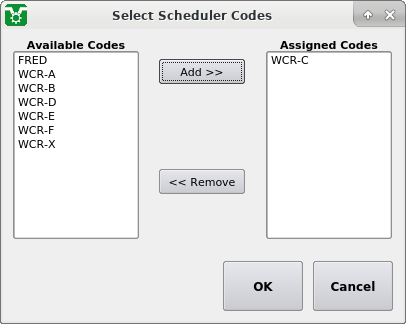 Select Scheduler Codes
Available Codes
Assigned Codes
FRED
WCR-A
WCR-B
WCR-D
WCR-E
WCR-F
WCR-X
Add >>
<< Remove
WCR-C
OK
Cancel